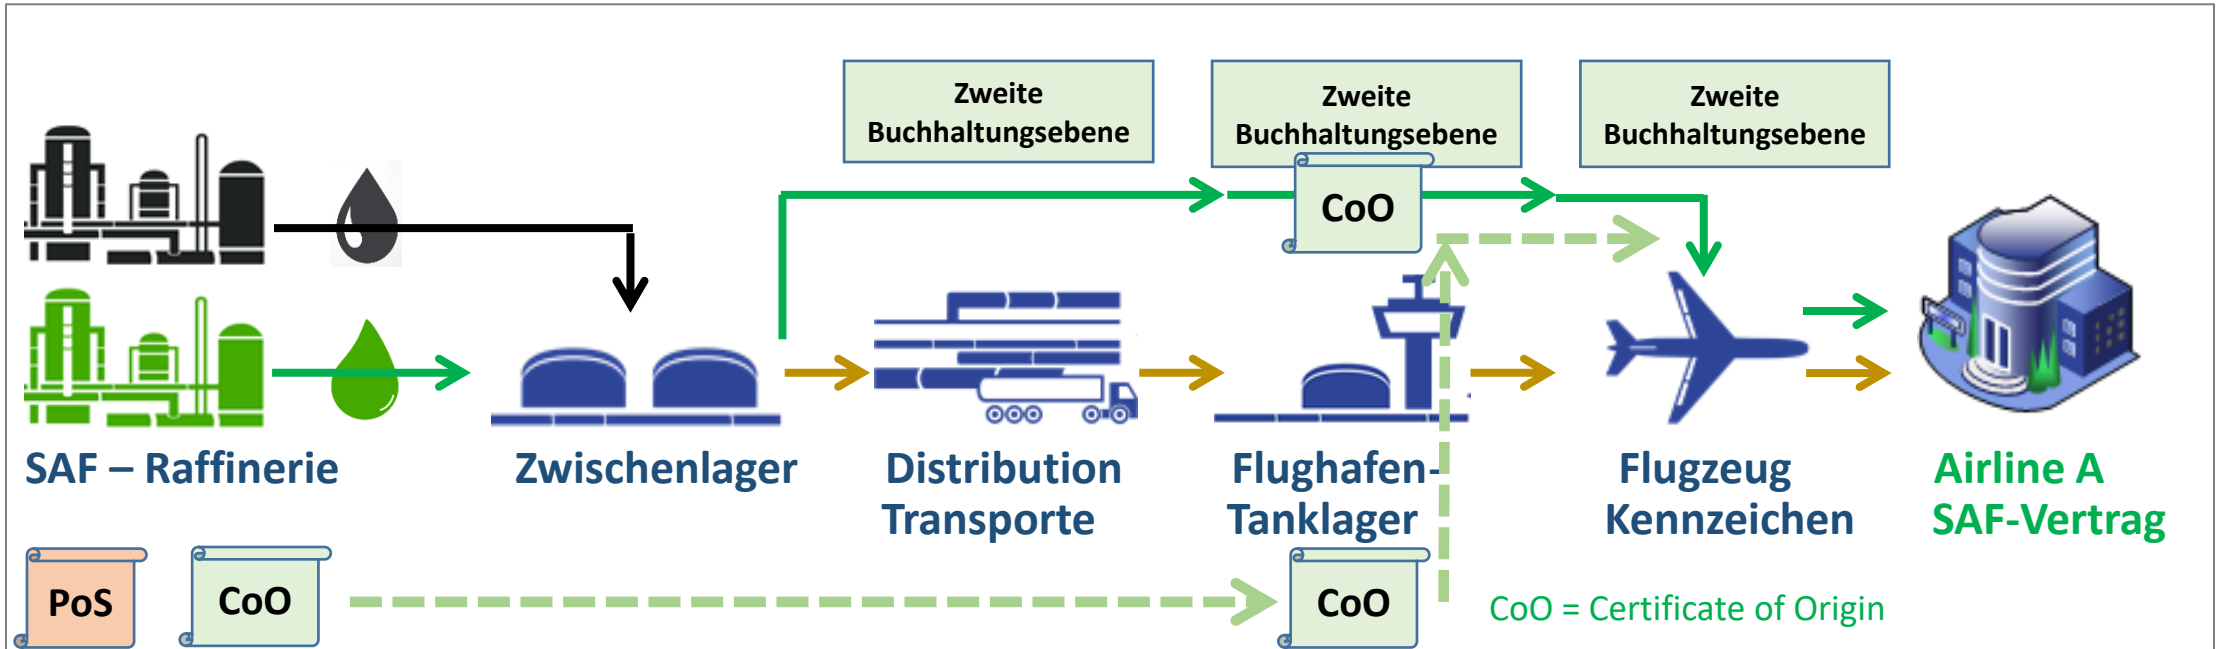 Zweite
Buchhaltungsebene
Zweite
Buchhaltungsebene
Zweite
Buchhaltungsebene
CoO
SAF – Raffinerie
Zwischenlager
Distribution
Transporte
Flughafen-
Tanklager
Flugzeug
Kennzeichen
Airline A
SAF-Vertrag
PoS
CoO
CoO
CoO = Certificate of Origin